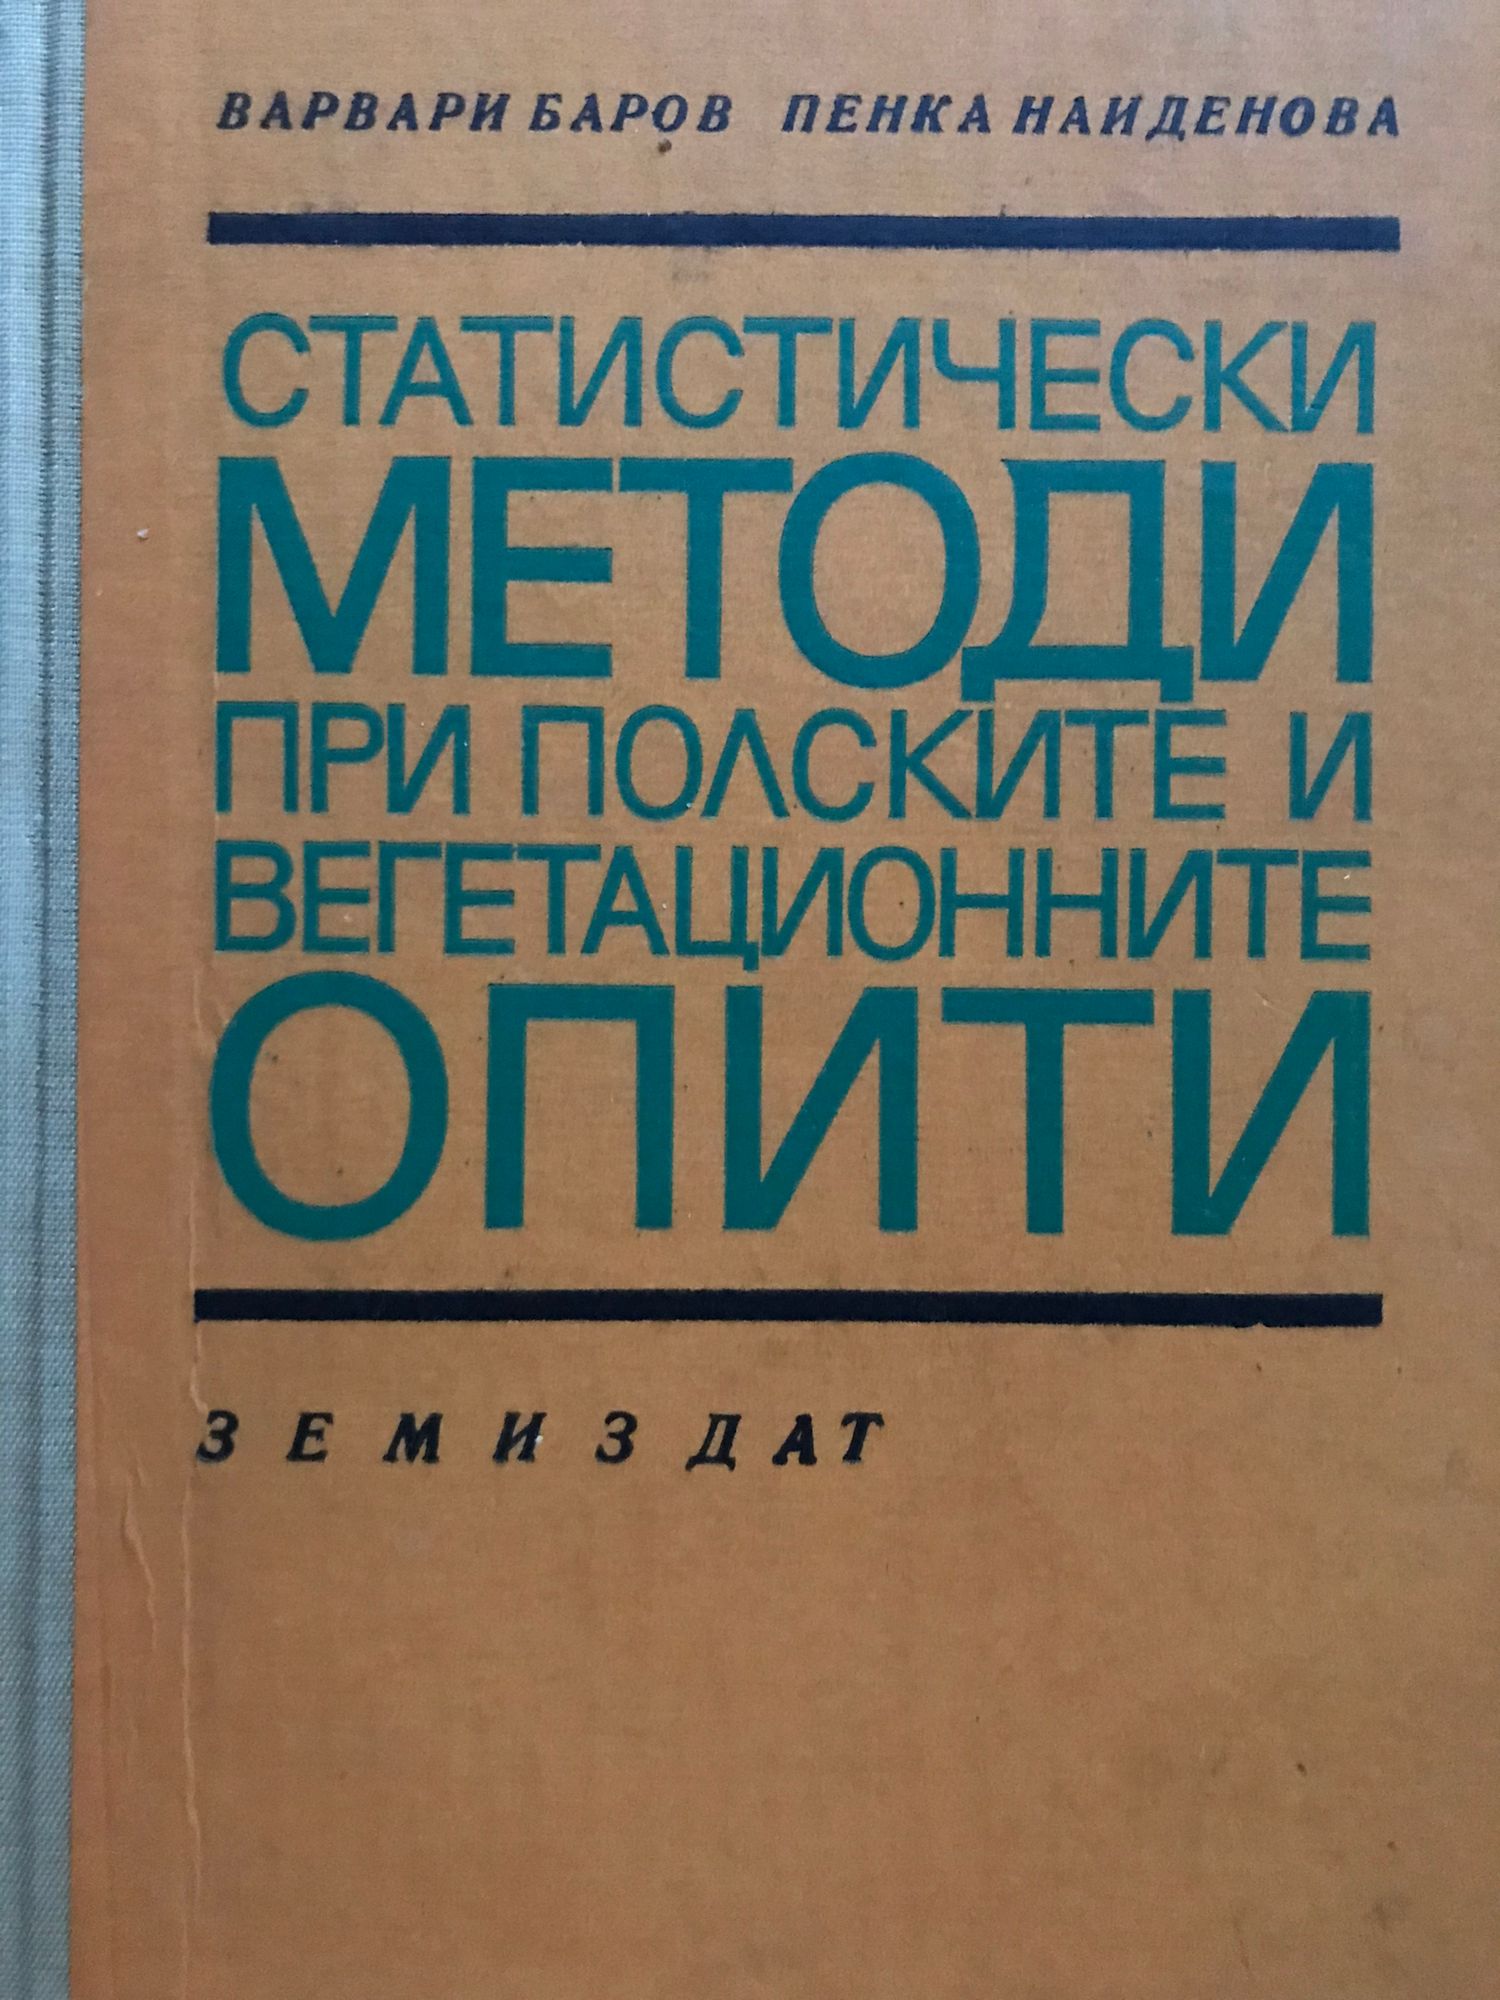 ВАРВАРИ БАРОВ ПЕНКА НАИДЕНОВА
СТАТИСТИЧЕСКИ
МЕТОДИ
ПРИ ПОЛСКИТЕ И
ВЕГЕТАЦИОННИТЕ
ОПИТИ
ЗЕМИЗДАТ